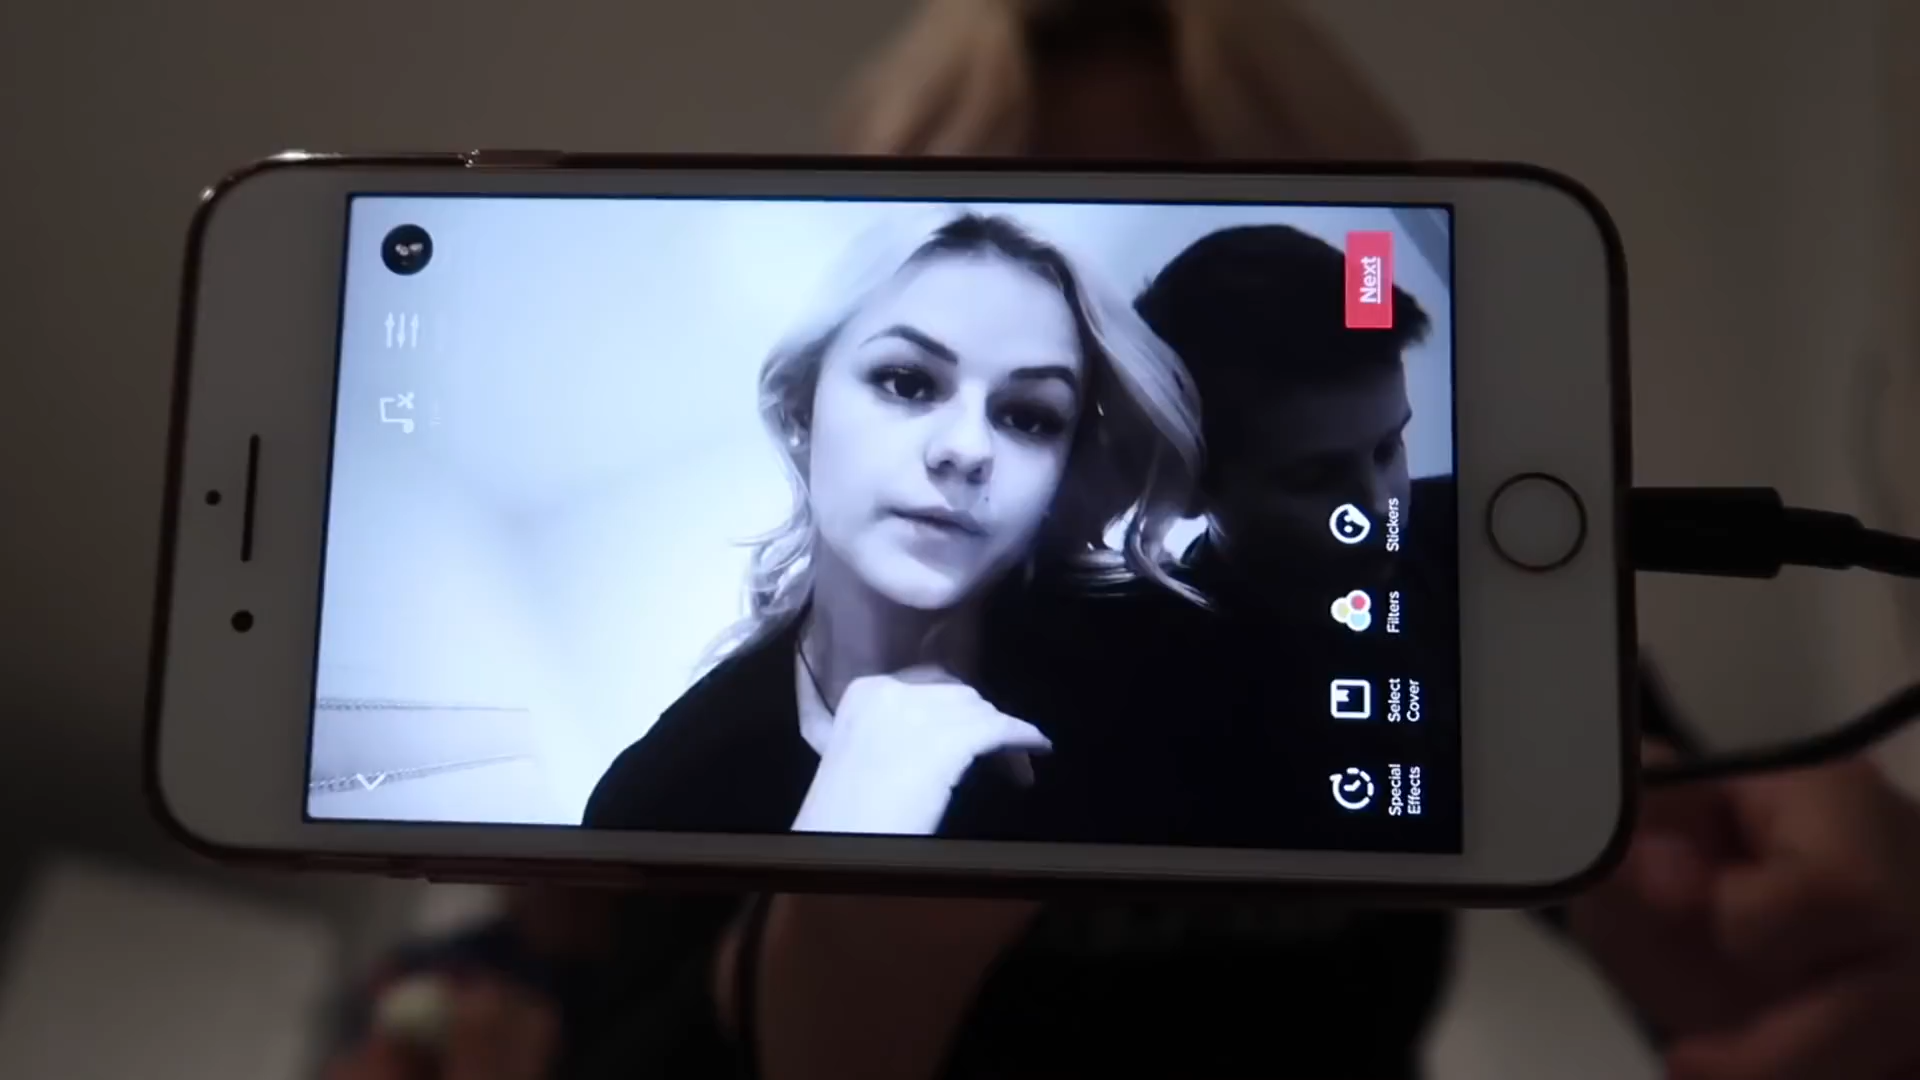 Next
Stickers
Filters
Select
Cover
Special
Effects